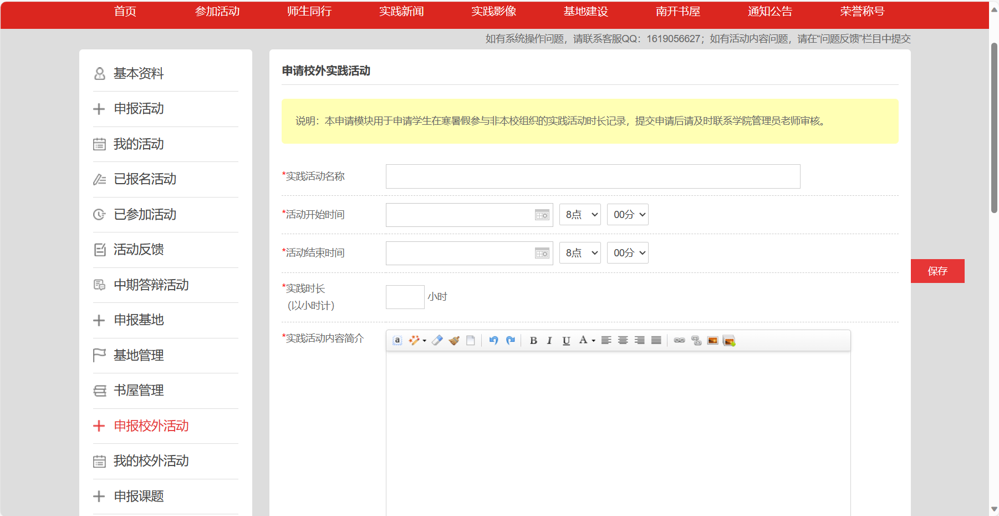 首页 参加活动 师生同行 实践新闻 实践影像 基地建设 南开书屋 通知公告 荣誉称号
如有系统操作问题，请联系客服QQ：1619056627；如有活动内容问题，请在“问题反馈”栏目中提交
基本资料
申报活动
我的活动
已报名活动
已参加活动
活动反馈
中期答辩活动
申报基地
基地管理
书屋管理
申报校外活动
我的校外活动
申报课题
申请校外实践活动
说明：本申请模块用于申请学生在寒暑假参与非本校组织的实践活动时长记录，提交申请后请及时联系学院管理员老师审核。
*实践活动名称
*活动开始时间 8点 00分
*活动结束时间 8点 00分
*实践时长
（以小时计） 小时
*实践活动内容简介
a B I U A
保存